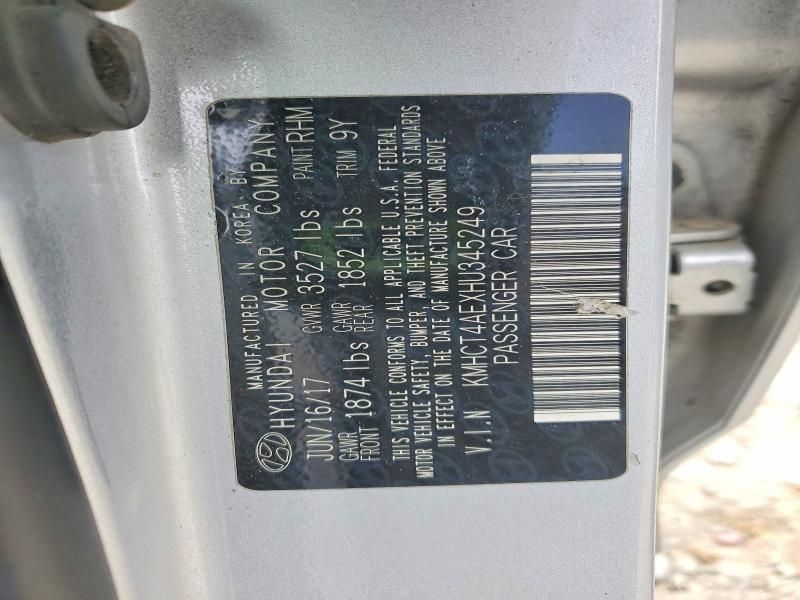 MANUFACTURED IN KOREA BY
HYUNDAI MOTOR COMPANY
JUN/16/17 GVWR 3527 lbs PAINT RHM
GAWR FRONT 1874 lbs GAWR REAR 1852 lbs TRIM 9Y
THIS VEHICLE CONFORMS TO ALL APPLICABLE U.S.A. FEDERAL
MOTOR VEHICLE SAFETY, BUMPER, AND THEFT PREVENTION STANDARDS
IN EFFECT ON THE DATE OF MANUFACTURE SHOWN ABOVE
V.I.N KMHCT4AEXHU345249
PASSENGER CAR